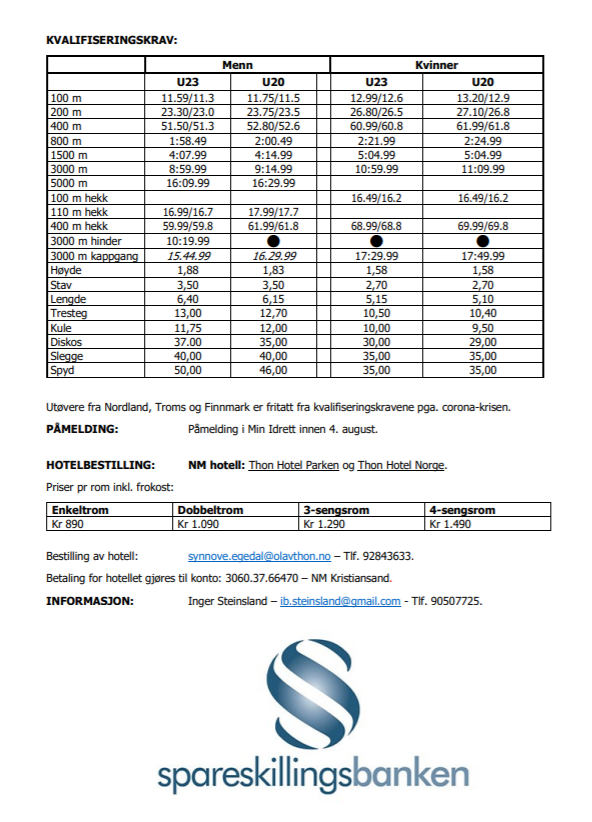 KVALIFISERINGSKRAV:
Menn Kvinner
U23 U20 U23 U20
100 m 11.59/11.3 11.75/11.5 12.99/12.6 13.20/12.9
200 m 23.30/23.0 23.75/23.5 26.80/26.5 27.10/26.8
400 m 51.50/51.3 52.80/52.6 60.99/60.8 61.99/61.8
800 m 1:58.49 2:00.49 2:21.99 2:24.99
1500 m 4:07.99 4:14.99 5:04.99 5:04.99
3000 m 8:59.99 9:14.99 10:59.99 11:09.99
5000 m 16:09.99 16:29.99
100 m hekk 16.49/16.2 16.49/16.2
110 m hekk 16.99/16.7 17.99/17.7
400 m hekk 59.99/59.8 61.99/61.8 68.99/68.8 69.99/69.8
3000 m hinder 10:19.99 ● ● ●
3000 m kappgang 15.44.99 16.29.99 17:29.99 17:49.99
Høyde 1,88 1,83 1,58 1,58
Stav 3,50 3,50 2,70 2,70
Lengde 6,40 6,15 5,15 5,10
Tresteg 13,00 12,70 10,50 10,40
Kule 11,75 12,00 10,00 9,50
Diskos 37.00 35,00 30,00 29,00
Slegge 40,00 40,00 35,00 35,00
Spyd 50,00 46,00 35,00 35,00
Utøvere fra Nordland, Troms og Finnmark er fritatt fra kvalifiseringskravene pga. corona-krisen.
PÅMELDING: Påmelding i Min Idrett innen 4. august.
HOTELBESTILLING: NM hotell: Thon Hotel Parken og Thon Hotel Norge.
Priser pr rom inkl. frokost:
Enkeltrom Dobbeltrom 3-sengsrom 4-sengsrom
Kr 890 Kr 1.090 Kr 1.290 Kr 1.490
Bestilling av hotell: synnove.egedal@olavthon.no – Tlf. 92843633.
Betaling for hotellet gjøres til konto: 3060.37.66470 – NM Kristiansand.
INFORMASJON: Inger Steinsland – ib.steinsland@gmail.com - Tlf. 90507725.
spareskillingsbanken